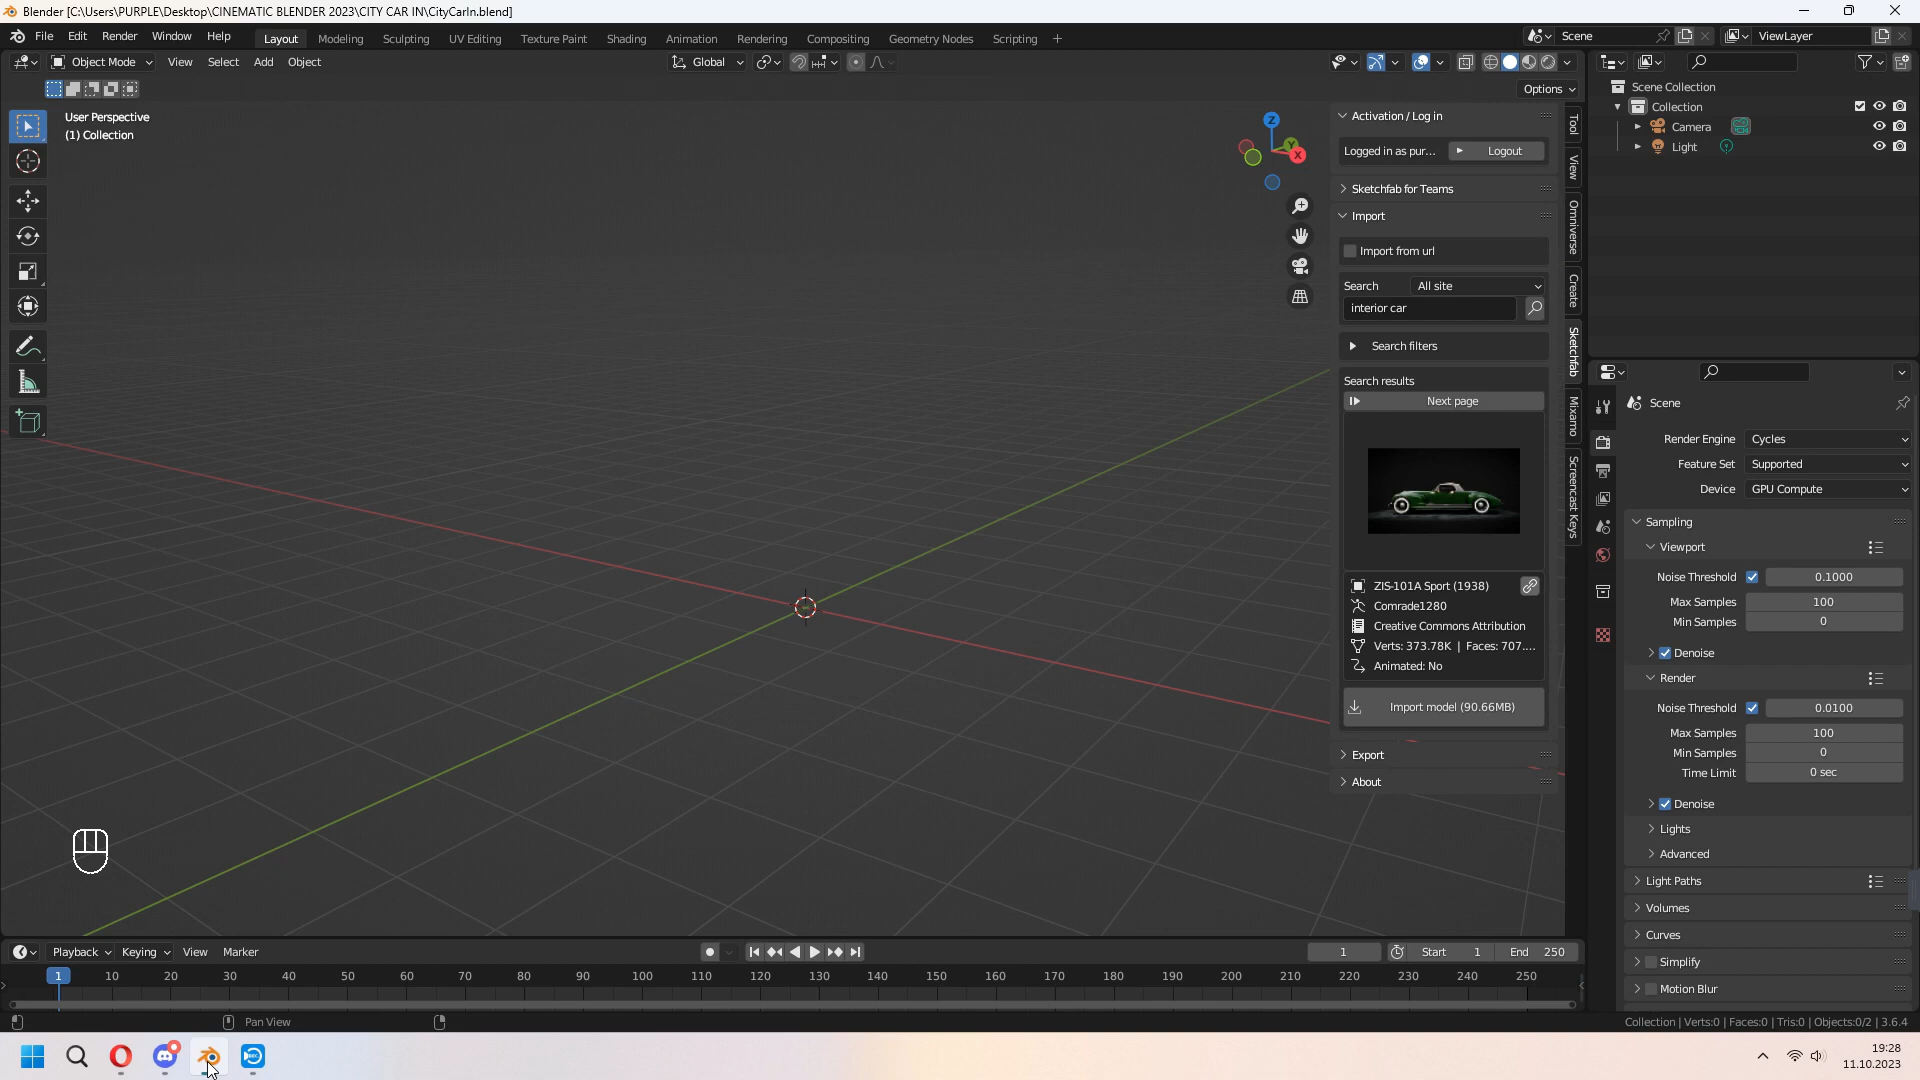 Blender [C:\Users\PURPLE\Desktop\CINEMATIC BLENDER 2023\CITY CAR IN\CityCarIn.blend]
File Edit Render Window Help Layout Modeling Sculpting UV Editing Texture Paint Shading Animation Rendering Compositing Geometry Nodes Scripting +
Scene
ViewLayer
Object Mode View Select Add Object Global
Options
User Perspective
(1) Collection
Z
Y
X
Activation / Log in
Logged in as pur... Logout
Sketchfab for Teams
Import
Import from url
Search All site
interior car
Search filters
Search results
Next page
ZIS-101A Sport (1938)
Comrade1280
Creative Commons Attribution
Verts: 373.78K | Faces: 707....
Animated: No
Import model (90.66MB)
Export
About
Tool
View
Omniverse
Create
Sketchfab
Mixamo
Screencast Keys
Scene Collection
Collection
Camera
Light
Scene
Render Engine Cycles
Feature Set Supported
Device GPU Compute
Sampling
Viewport
Noise Threshold 0.1000
Max Samples 100
Min Samples 0
Denoise
Render
Noise Threshold 0.0100
Max Samples 100
Min Samples 0
Time Limit 0 sec
Denoise
Lights
Advanced
Light Paths
Volumes
Curves
Simplify
Motion Blur
Playback Keying View Marker
1 Start 1 End 250
1 10 20 30 40 50 60 70 80 90 100 110 120 130 140 150 160 170 180 190 200 210 220 230 240 250
Pan View
Collection | Verts:0 | Faces:0 | Tris:0 | Objects:0/2 | 3.6.4
19:28
11.10.2023